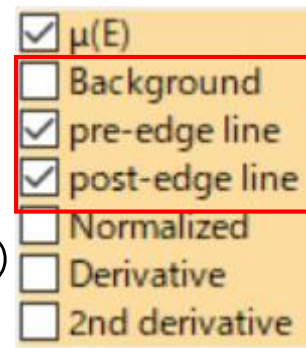 μ(E)
Background
pre-edge line
post-edge line
Normalized
)
Derivative
2nd derivative